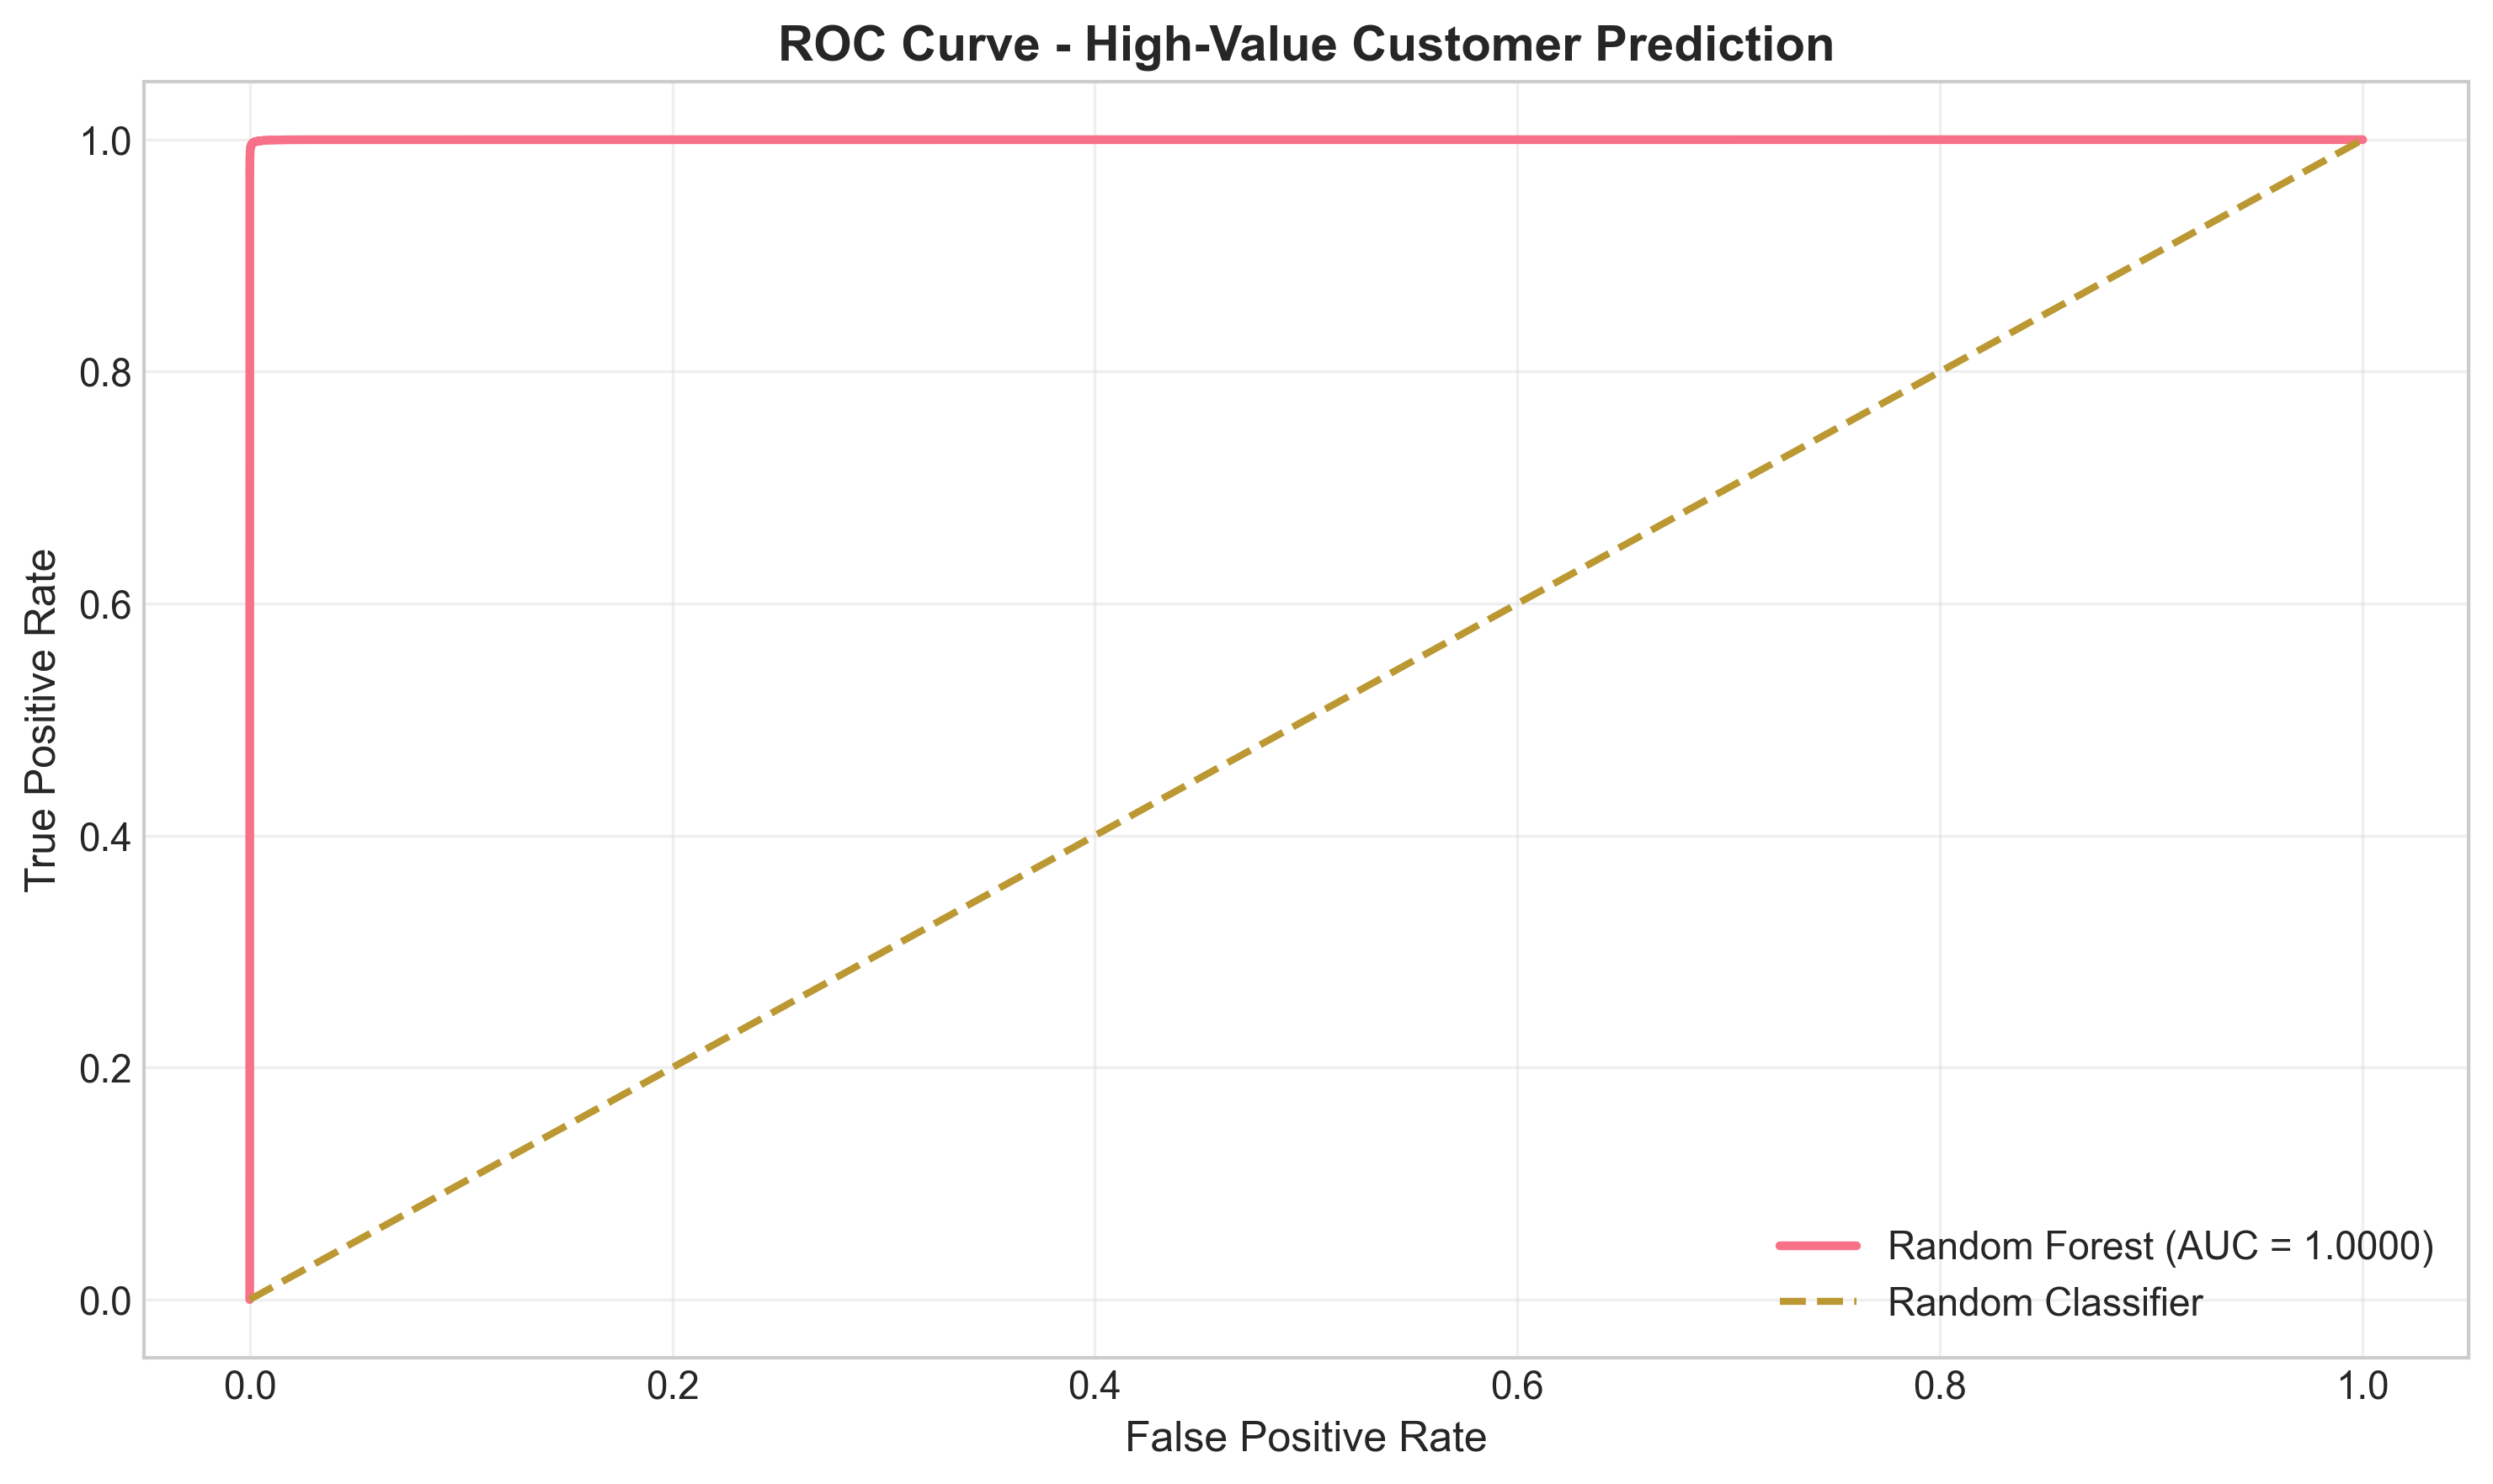 ROC Curve - High-Value Customer Prediction
True Positive Rate
1.0
0.8
0.6
0.4
0.2
0.0
Random Forest (AUC = 1.0000)
Random Classifier
0.0 0.2 0.4 0.6 0.8 1.0
False Positive Rate